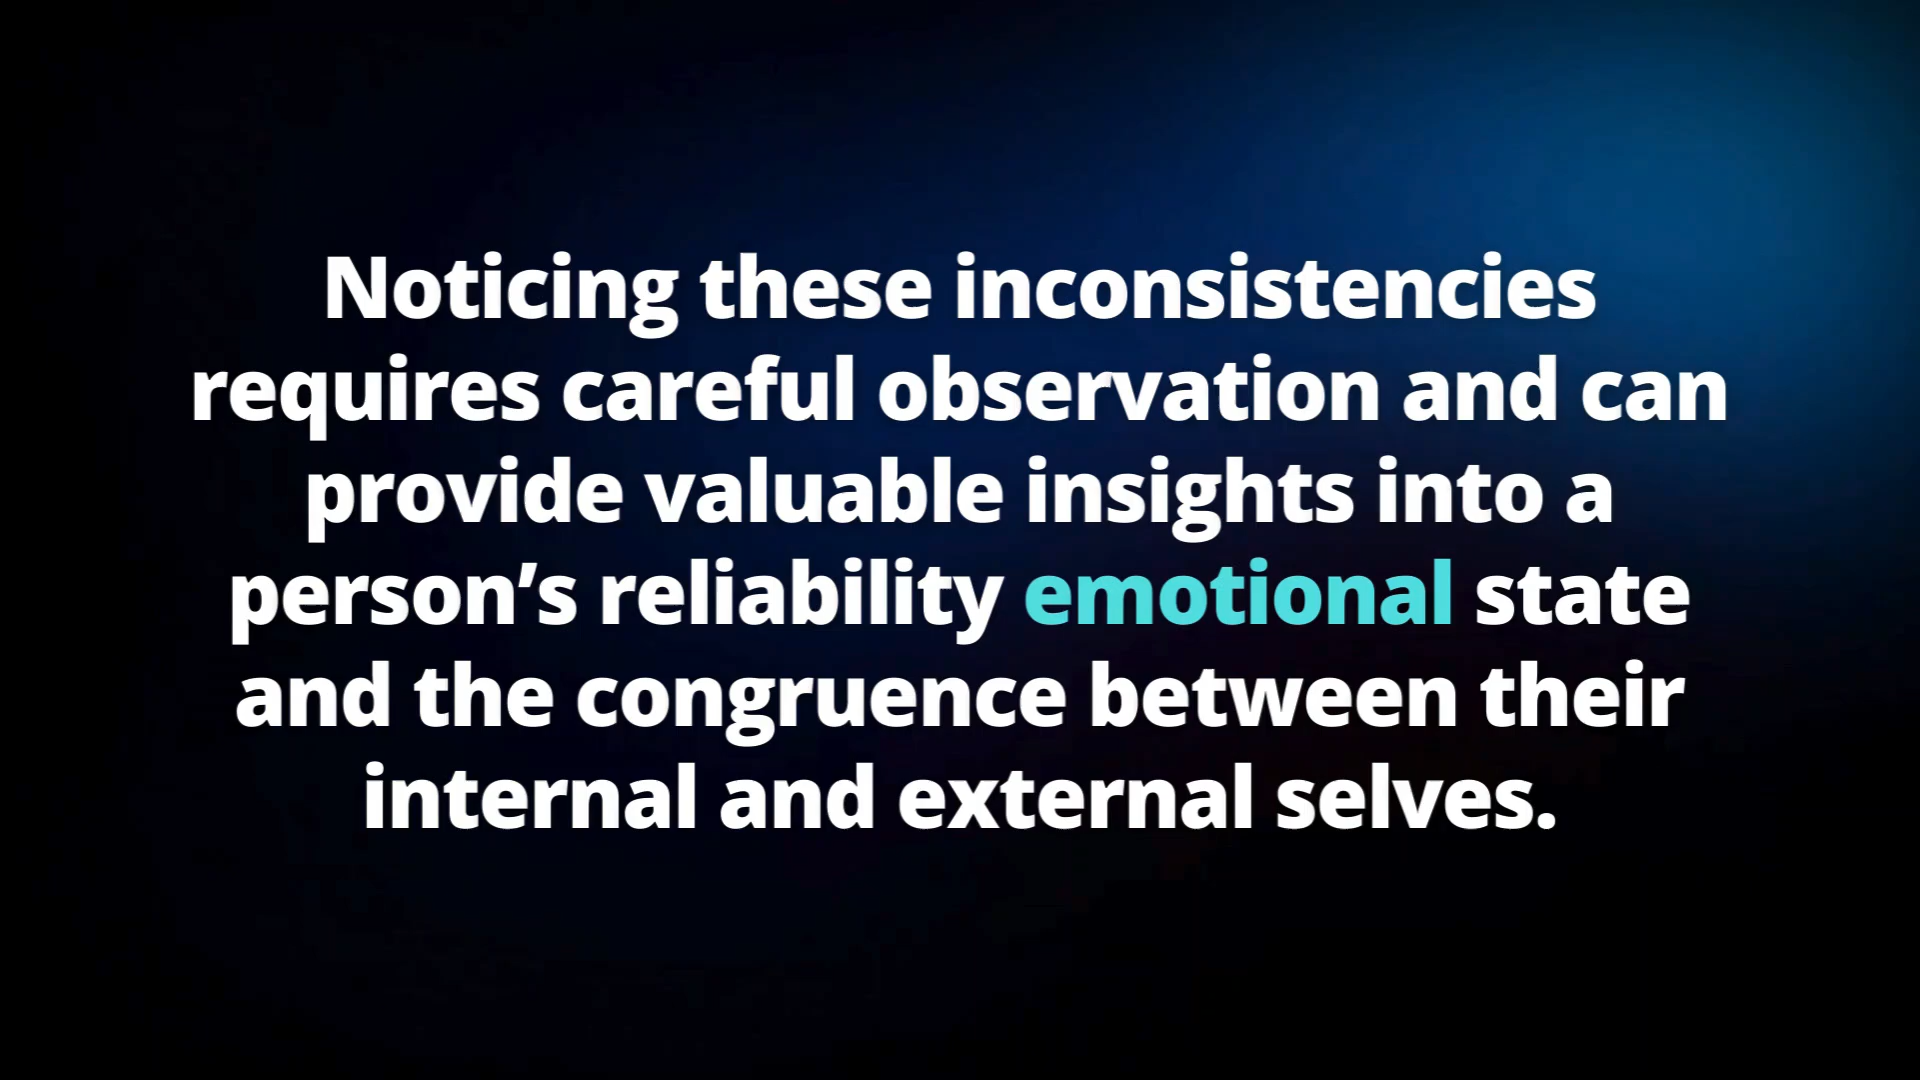 Noticing these inconsistencies
requires careful observation and can
provide valuable insights into a
person’s reliability emotional state
and the congruence between their
internal and external selves.